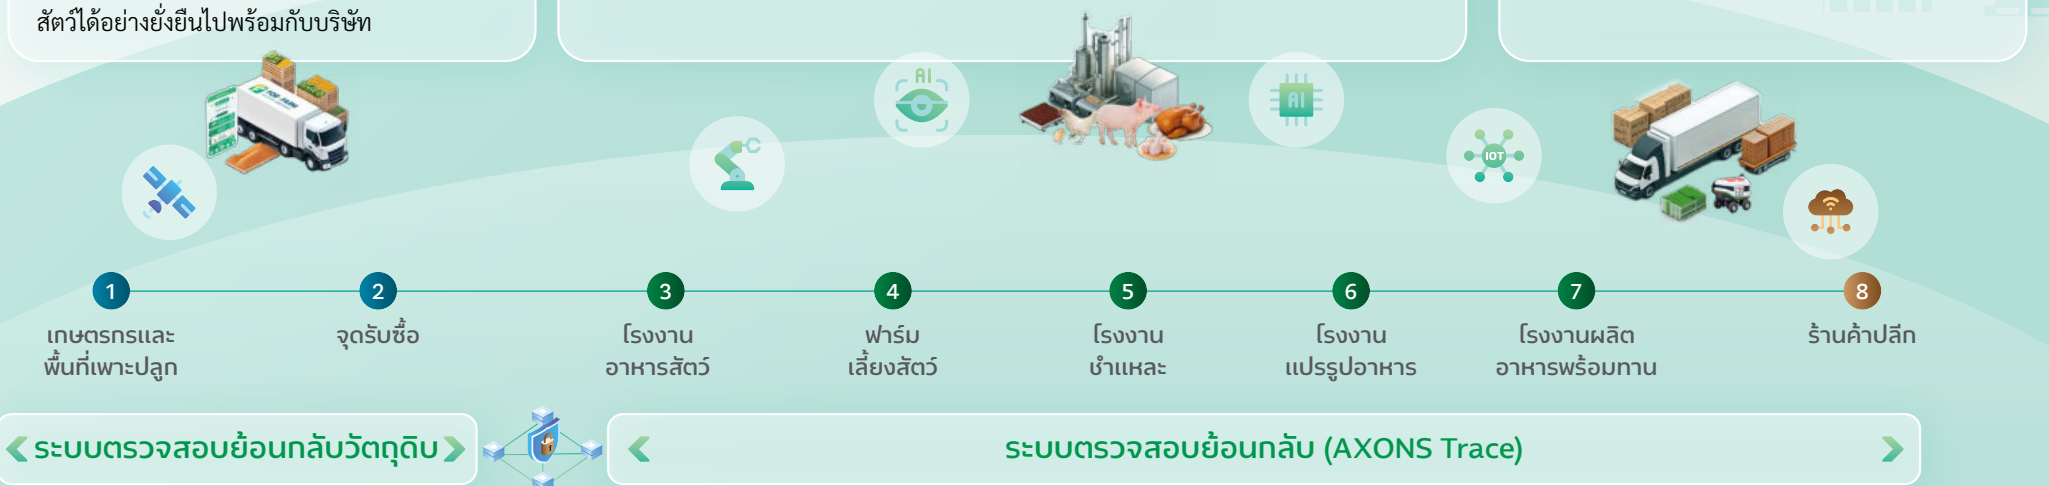 สัตว์ได้อย่างยั่งยืนไปพร้อมกับบริษัท
AI
AI
IOT
1
2
3
4
5
6
7
8
เกษตรกรและ
พื้นที่เพาะปลูก
จุดรับซื้อ
โรงงาน
อาหารสัตว์
ฟาร์ม
เลี้ยงสัตว์
โรงงาน
ชำแหละ
โรงงาน
แปรรูปอาหาร
โรงงานผลิต
อาหารพร้อมทาน
ร้านค้าปลีก
ระบบตรวจสอบย้อนกลับวัตถุดิบ
ระบบตรวจสอบย้อนกลับ (AXONS Trace)